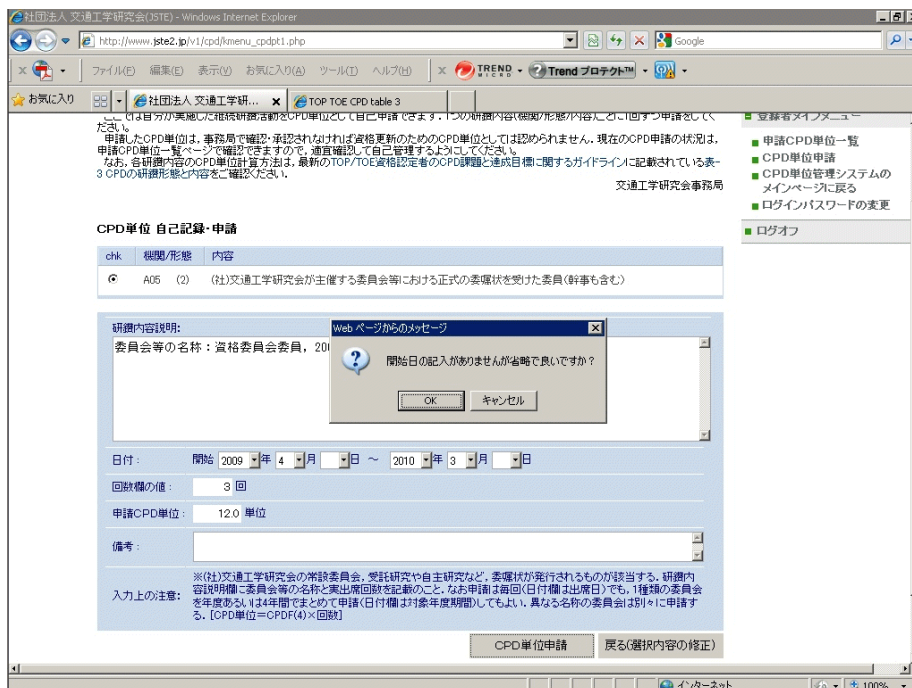 社団法人 交通工学研究会(JSTE) - Windows Internet Explorer
http://www.jste2.jp/v1/cpd/kmenu_cpdpt1.php
Google
ファイル(F) 編集(E) 表示(V) お気に入り(A) ツール(T) ヘルプ(H)
TREND MICRO
Trend プロテクト™
お気に入り
社団法人 交通工学研...
TOP TOE CPD table 3
ここでは自分が実施した継続研鑽活動をCPD単位として自己申請できます. 1つの研鑽内容(機関/形態/内容)ごとに1回ずつ申請をしてく
ださい.
申請したCPD単位は, 事務局で確認・承認されなければ資格更新のためのCPD単位としては認められません. 現在のCPD申請の状況は,
申請CPD単位一覧ページで確認できますので, 適宜確認して自己管理するようにしてください.
なお, 各研鑽内容のCPD単位計算方法は, 最新のTOP/TOE資格認定者のCPD課題と達成目標に関するガイドラインに記載されている表-
3 CPDの研鑽形態と内容をご確認ください.
交通工学研究会事務局
登録者メインメニュー
申請CPD単位一覧
CPD単位申請
CPD単位管理システムの
メインページに戻る
ログインパスワードの変更
ログオフ
CPD単位 自己記録・申請
chk 機関/形態 内容
A05 (2) (社)交通工学研究会が主催する委員会等における正式の委嘱状を受けた委員(幹事も含む)
研鑽内容説明:
委員会等の名称:資格委員会委員, 200
Web ページからのメッセージ
開始日の記入がありませんが省略で良いですか?
OK キャンセル
日付: 開始 2009 年 4 月 日 ~ 2010 年 3 月 日
回数欄の値: 3 回
申請CPD単位: 12.0 単位
備考:
入力上の注意:
※(社)交通工学研究会の常設委員会, 受託研究や自主研究など, 委嘱状が発行されるものが該当する. 研鑽内
容説明欄に委員会等の名称と実出席回数を記載のこと. なお申請は毎回(日付欄は出席日)でも, 1種類の委員会
を年度あるいは4年間でまとめて申請(日付欄は対象年度期間)してもよい. 異なる名称の委員会は別々に申請す
る. [CPD単位=CPDF(4)×回数]
CPD単位申請 戻る(選択内容の修正)
インターネット
100%